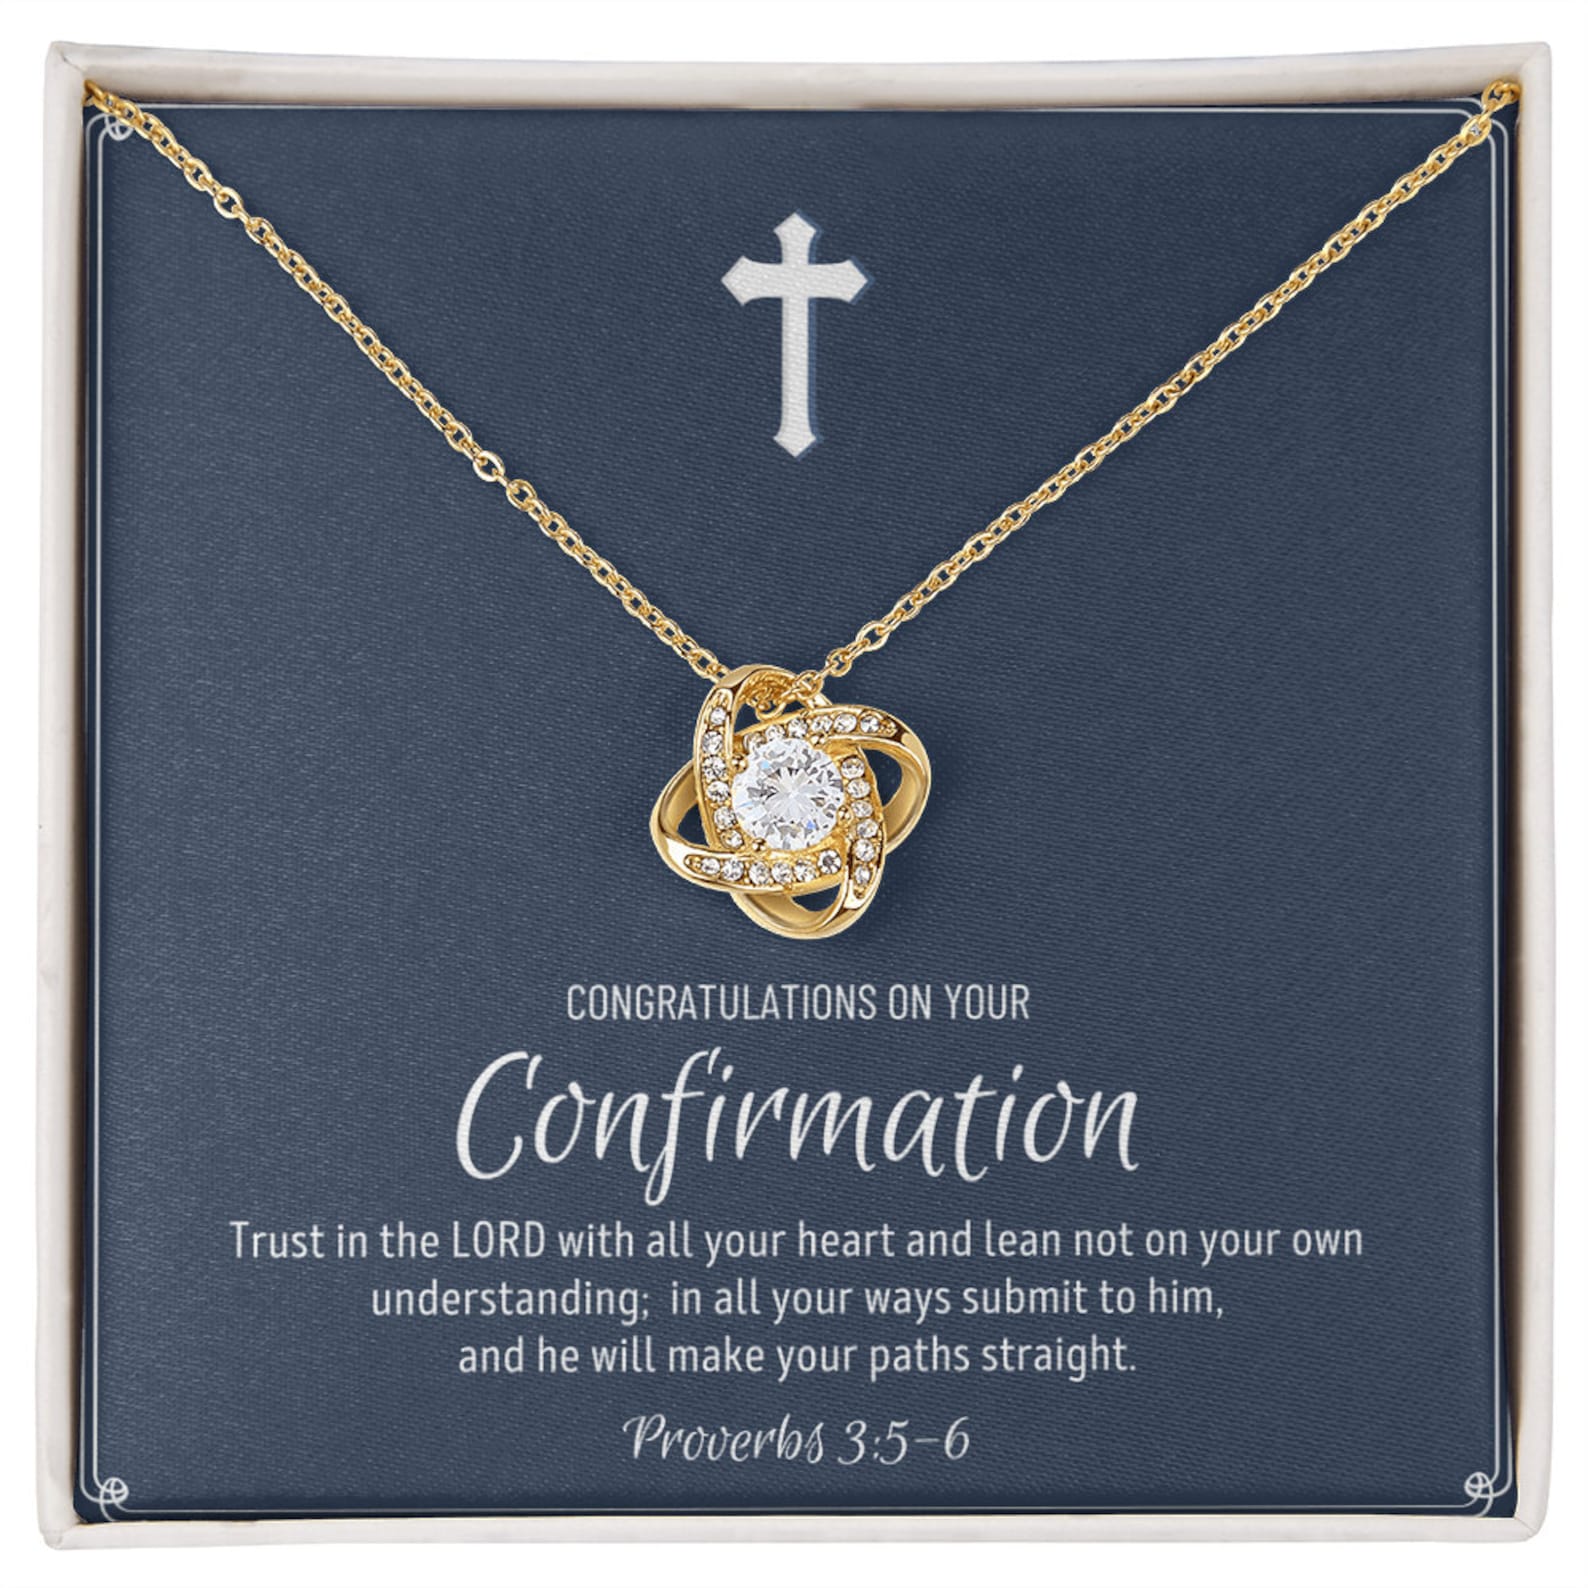 CONGRATULATIONS ON YOUR
Confirmation
Trust in the LORD with all your heart and lean not on your own
understanding; in all your ways submit to him,
and he will make your paths straight.
Proverbs 3:5-6